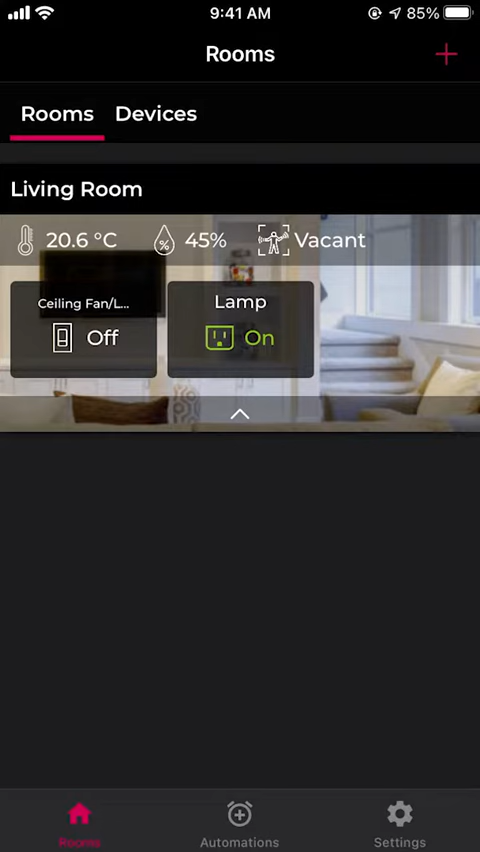 9:41 AM
85%
Rooms
Rooms Devices
Living Room
20.6 °C 45% Vacant
Ceiling Fan/L... Lamp
Off On
Rooms Automations Settings